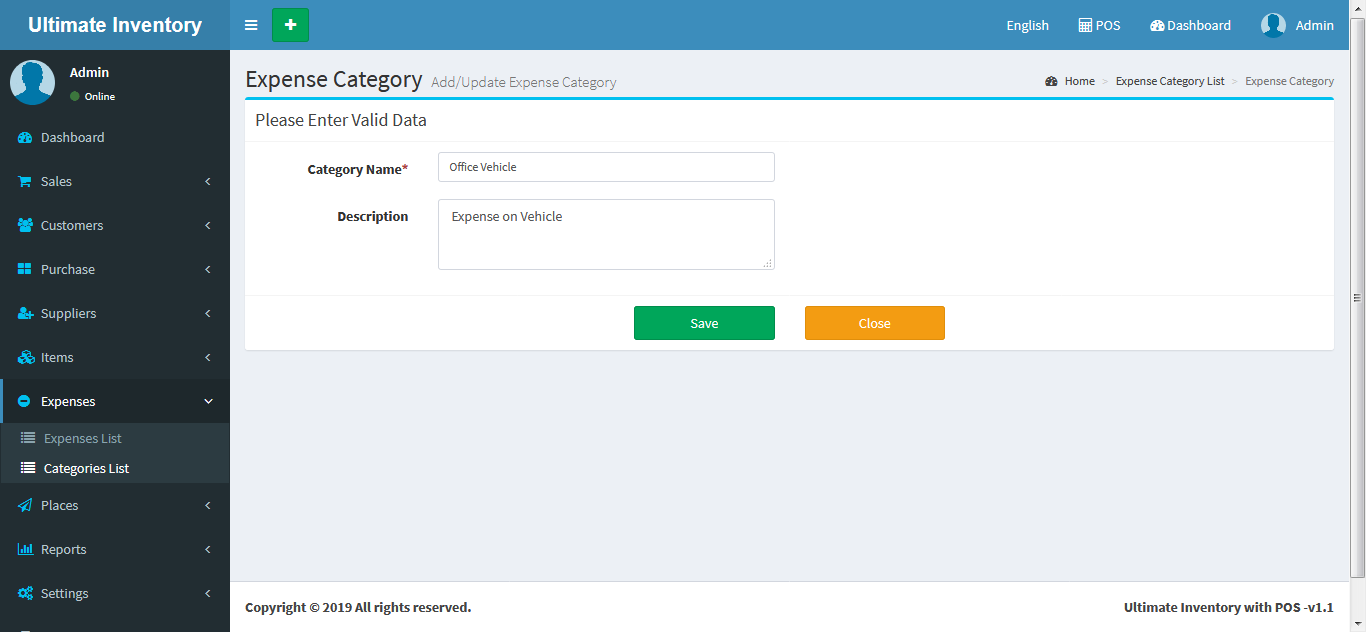 Ultimate Inventory
+
English
POS
Dashboard
Admin
Admin
Online
Dashboard
Sales
Customers
Purchase
Suppliers
Items
Expenses
Expenses List
Categories List
Places
Reports
Settings
Expense Category Add/Update Expense Category
Home > Expense Category List > Expense Category
Please Enter Valid Data
Category Name* Office Vehicle
Description Expense on Vehicle
Save
Close
Copyright © 2019 All rights reserved.
Ultimate Inventory with POS -v1.1